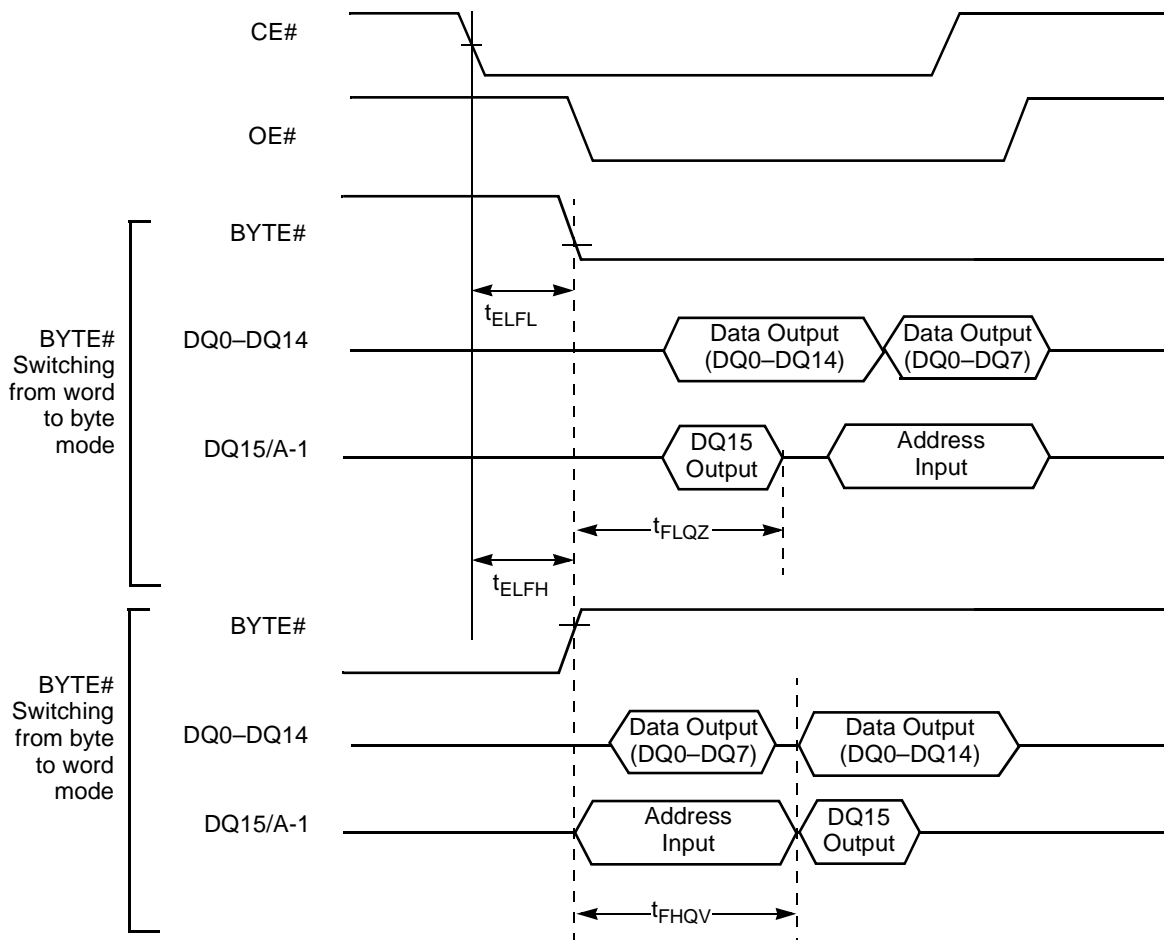 CE#
OE#
BYTE#
Switching
from word
to byte
mode
BYTE#
tELFL
DQ0–DQ14
Data Output
(DQ0–DQ14)
Data Output
(DQ0–DQ7)
DQ15/A-1
DQ15
Output
Address
Input
tFLQZ
tELFH
BYTE#
Switching
from byte
to word
mode
BYTE#
DQ0–DQ14
Data Output
(DQ0–DQ7)
Data Output
(DQ0–DQ14)
DQ15/A-1
Address
Input
DQ15
Output
tFHQV